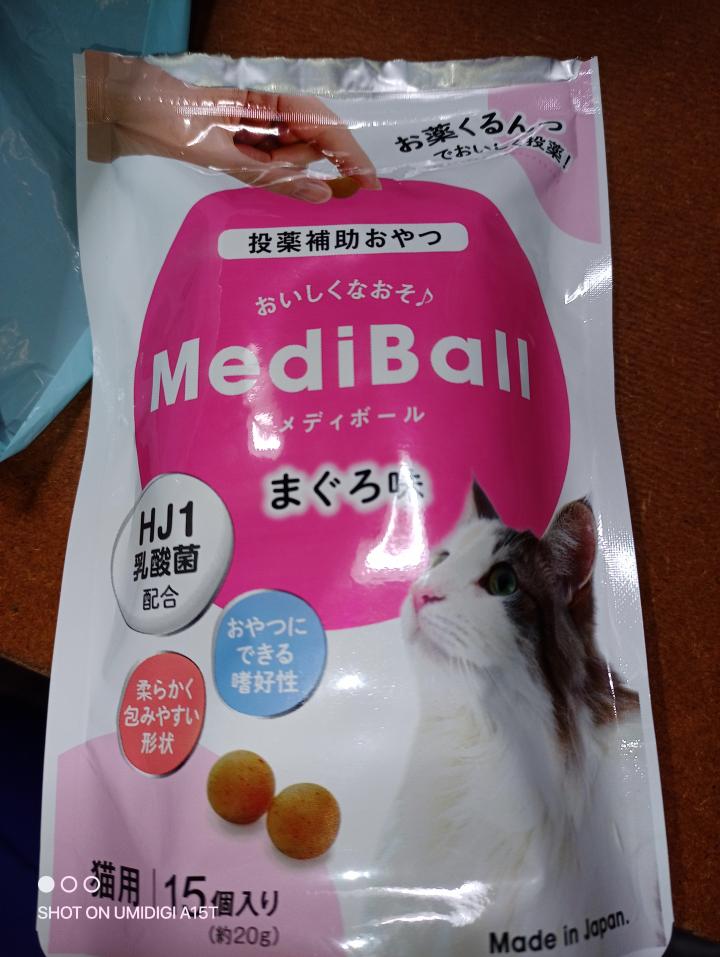 お薬くるんっ
でおいしく投薬!
投薬補助おやつ
おいしくなおそ♪
MediBall
メディボール
まぐろ味
HJ1
乳酸菌
配合
おやつに
できる
嗜好性
柔らかく
包みやすい
形状
猫用 15個入り
(約20g)
Made in Japan.
SHOT ON UMIDIGI A15T